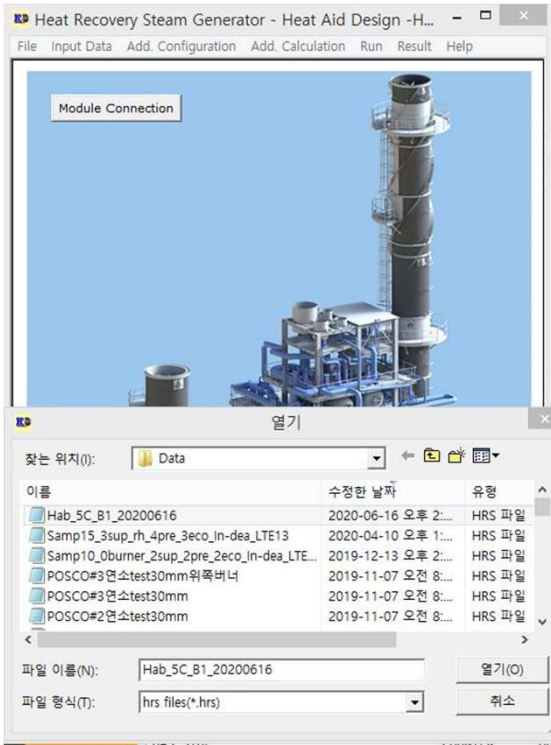 Heat Recovery Steam Generator - Heat Aid Design -H...
File Input Data Add. Configuration Add. Calculation Run Result Help
Module Connection
열기
찾는 위치(I): Data
이름 수정한 날짜 유형
Hab_5C_B1_20200616 2020-06-16 오후 2:... HRS 파일
Samp15_3sup_rh_4pre_3eco_In-dea_LTE13 2020-04-10 오후 1:... HRS 파일
Samp10_0burner_2sup_2pre_2eco_In-dea_LTE... 2019-12-13 오후 2:... HRS 파일
POSCO#3연소test30mm위쪽버너 2019-11-07 오전 8:... HRS 파일
POSCO#3연소test30mm 2019-11-07 오전 8:... HRS 파일
POSCO#2연소test30mm 2019-11-07 오전 8:... HRS 파일
파일 이름(N): Hab_5C_B1_20200616 열기(O)
파일 형식(T): hrs files(*.hrs) 취소